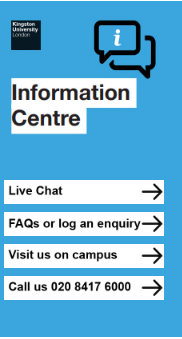 Kingston
University
London
i
Information
Centre
Live Chat
FAQs or log an enquiry
Visit us on campus
Call us 020 8417 6000